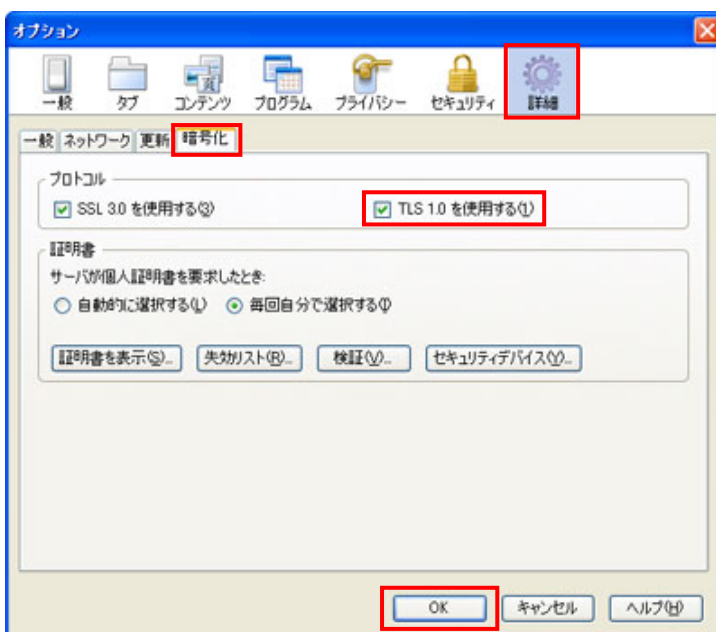 オプション
一般 タブ コンテンツ プログラム プライバシー セキュリティ 詳細
一般 ネットワーク 更新 暗号化
プロトコル
SSL 3.0 を使用する(3) TLS 1.0 を使用する(1)
証明書
サーバが個人証明書を要求したとき:
自動的に選択する(L) 毎回自分で選択する(I)
証明書を表示(S)... 失効リスト(R)... 検証(V)... セキュリティデバイス(Y)...
OK キャンセル ヘルプ(H)